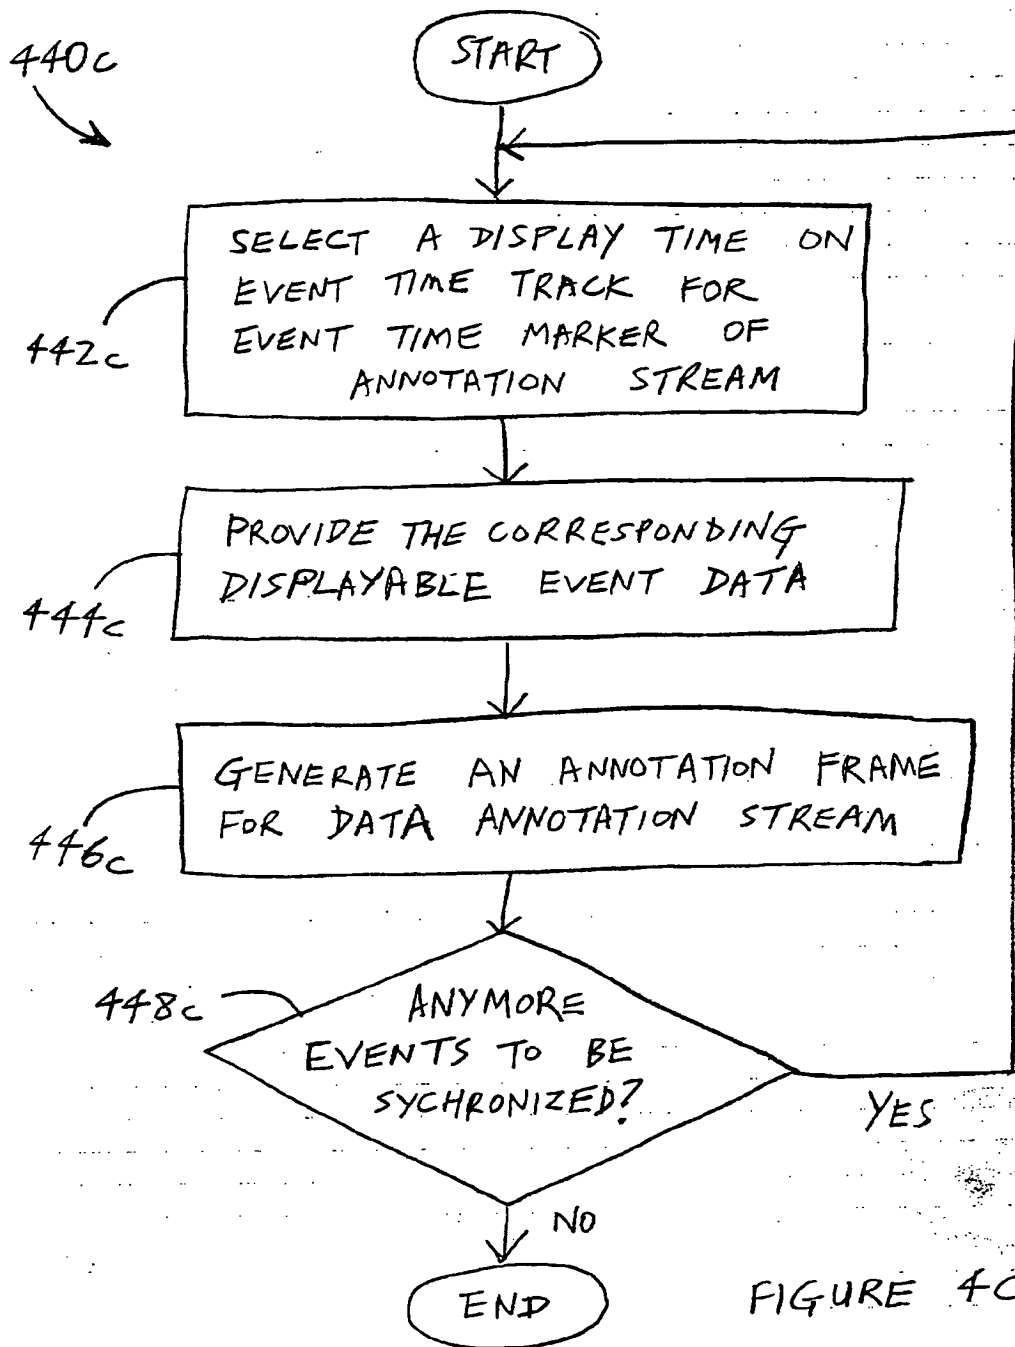 440c
START
SELECT A DISPLAY TIME ON
EVENT TIME TRACK FOR
EVENT TIME MARKER OF
ANNOTATION STREAM
442c
PROVIDE THE CORRESPONDING
DISPLAYABLE EVENT DATA
444c
GENERATE AN ANNOTATION FRAME
FOR DATA ANNOTATION STREAM
446c
448c
ANYMORE
EVENTS TO BE
SYCHRONIZED?
YES
NO
END
FIGURE 4C